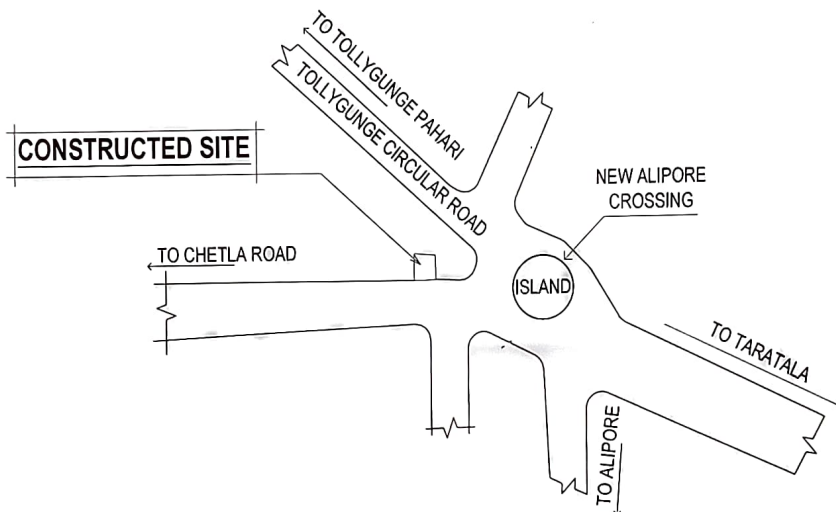 TO TOLLYGUNGE PAHARI
TOLLYGUNGE CIRCULAR ROAD
CONSTRUCTED SITE
NEW ALIPORE
CROSSING
TO CHETLA ROAD
ISLAND
TO TARATALA
TO ALIPORE